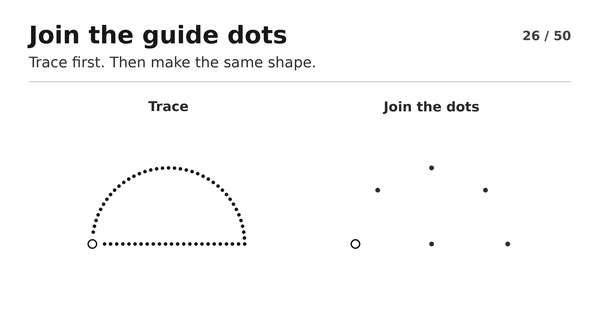 Join the guide dots
26 / 50
Trace first. Then make the same shape.
Trace
Join the dots